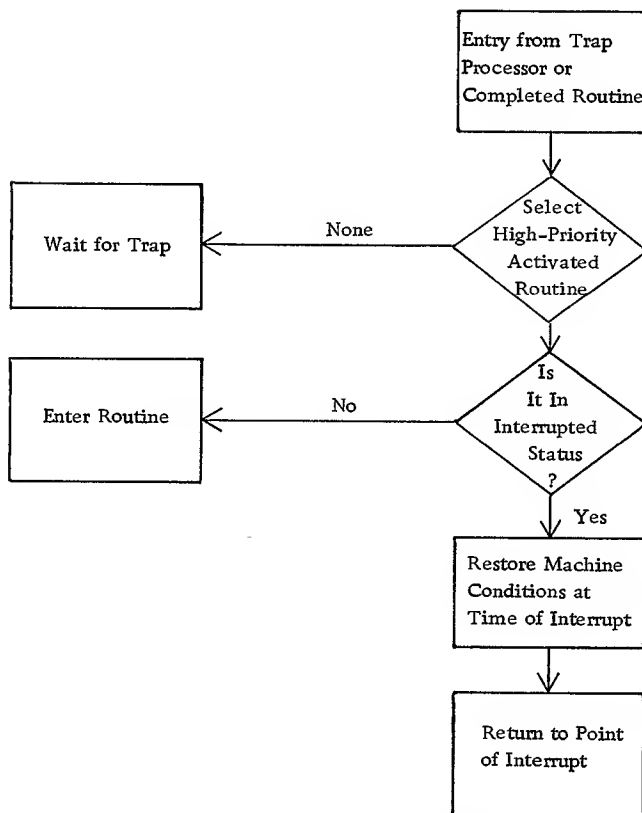 Entry from Trap
Processor or
Completed Routine
Select
High-Priority
Activated
Routine
None
Wait for Trap
Is
It In
Interrupted
Status
?
No
Enter Routine
Yes
Restore Machine
Conditions at
Time of Interrupt
Return to Point
of Interrupt